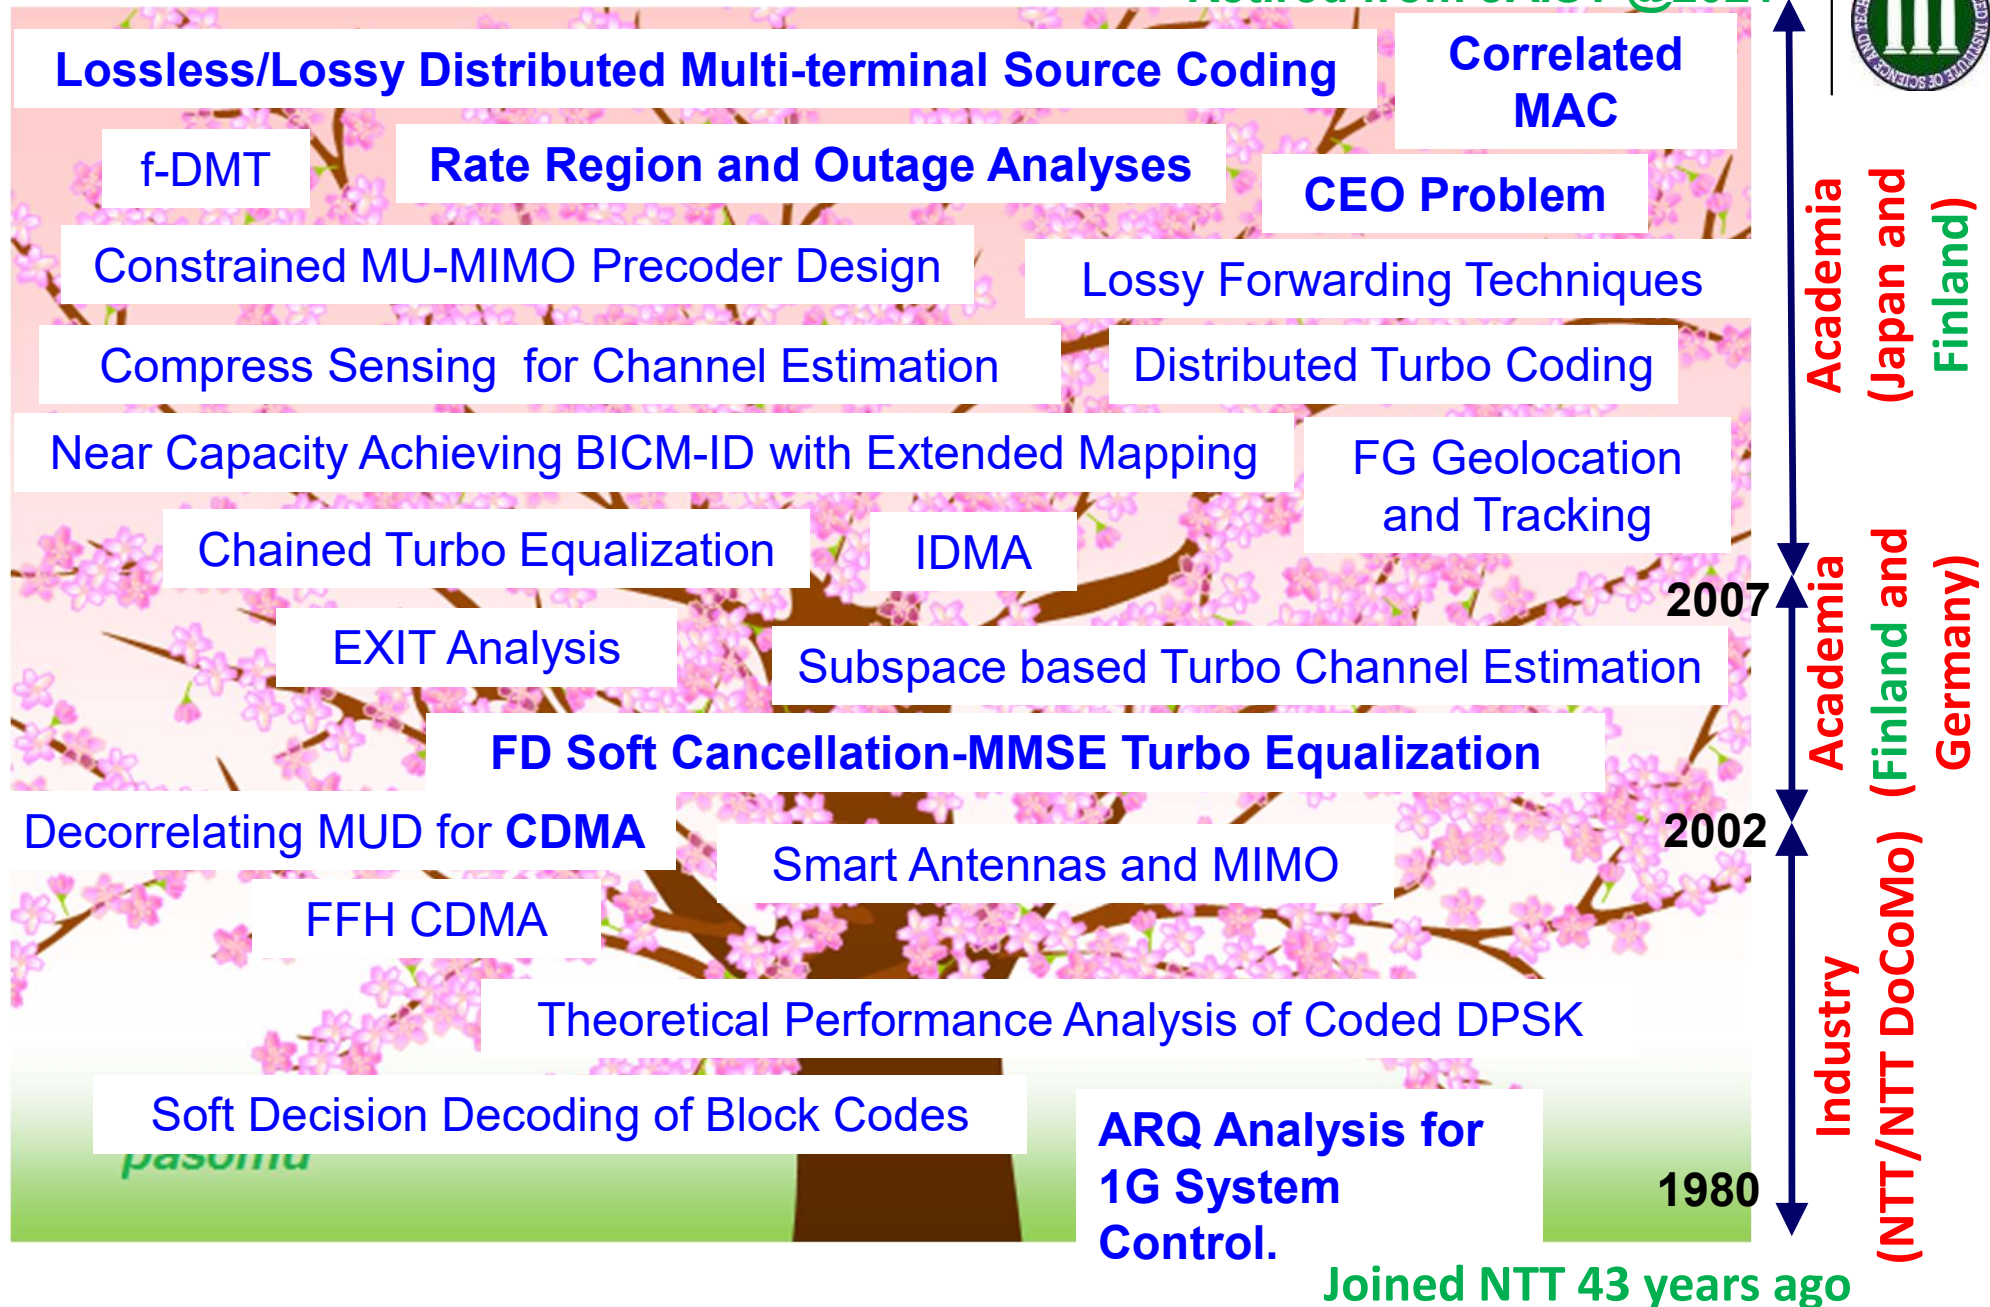 Lossless/Lossy Distributed Multi-terminal Source Coding
Correlated
MAC
f-DMT
Rate Region and Outage Analyses
CEO Problem
Constrained MU-MIMO Precoder Design
Lossy Forwarding Techniques
Compress Sensing for Channel Estimation
Distributed Turbo Coding
Near Capacity Achieving BICM-ID with Extended Mapping
FG Geolocation
and Tracking
Chained Turbo Equalization
IDMA
EXIT Analysis
Subspace based Turbo Channel Estimation
FD Soft Cancellation-MMSE Turbo Equalization
Decorrelating MUD for CDMA
Smart Antennas and MIMO
FFH CDMA
Theoretical Performance Analysis of Coded DPSK
Soft Decision Decoding of Block Codes
pasomu
ARQ Analysis for
1G System
Control.
Academia
(Japan and
Finland)
2007
Academia
(Finland and
Germany)
2002
Industry
(NTT/NTT DoCoMo)
1980
Joined NTT 43 years ago
INSTITUTE OF SCIENCE AND